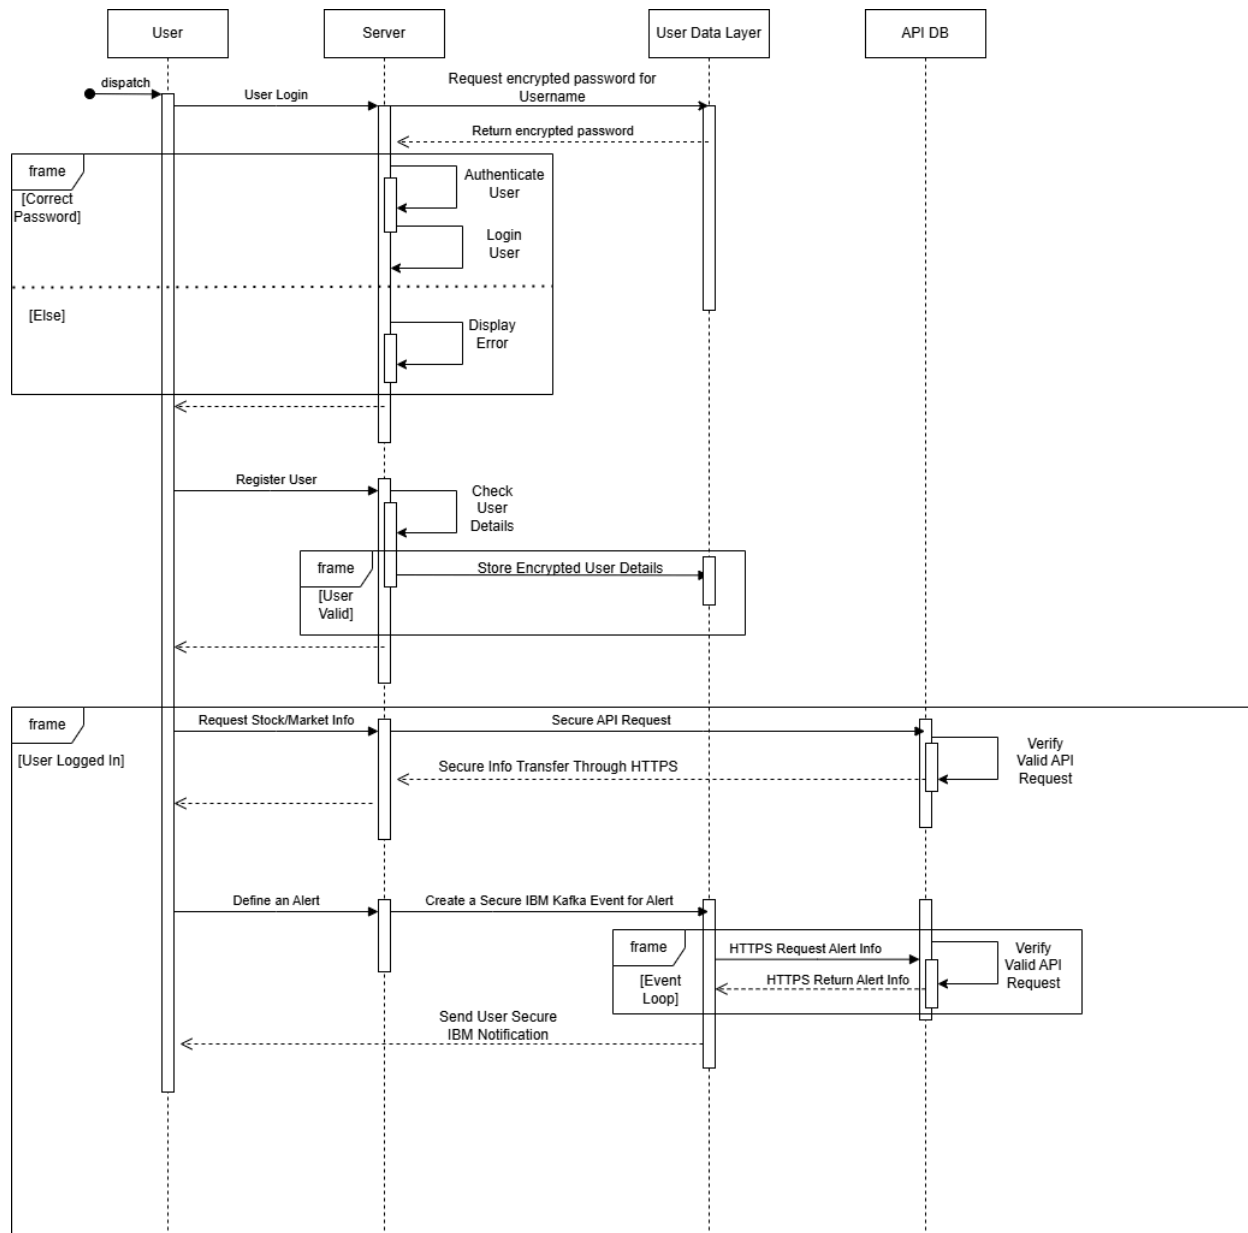 User
Server
User Data Layer
API DB
dispatch
User Login
Request encrypted password for
Username
Return encrypted password
frame
[Correct
Password]
Authenticate
User
Login
User
[Else]
Display
Error
Register User
Check
User
Details
frame
[User
Valid]
Store Encrypted User Details
frame
[User Logged In]
Request Stock/Market Info
Secure API Request
Verify
Valid API
Request
Secure Info Transfer Through HTTPS
Define an Alert
Create a Secure IBM Kafka Event for Alert
frame
[Event
Loop]
HTTPS Request Alert Info
HTTPS Return Alert Info
Verify
Valid API
Request
Send User Secure
IBM Notification